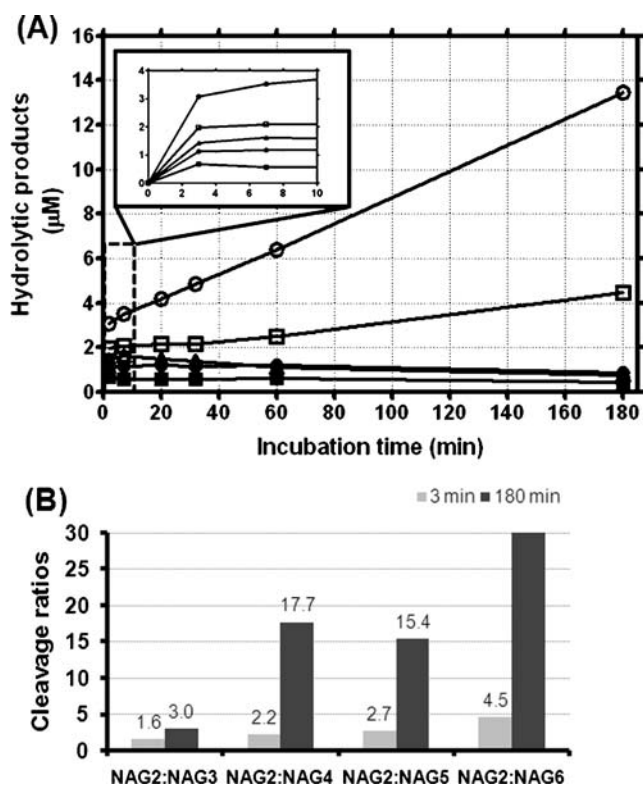 (A)
16
14
12
10
8
6
4
2
0
Hydrolytic products
(μM)
4
3
2
1
0
0 2 4 6 8 10
0 20 40 60 80 100 120 140 160 180
Incubation time (min)
(B)
3 min 180 min
30
25
20
15
10
5
0
Cleavage ratios
1.6 3.0 2.2 17.7 2.7 15.4 4.5
NAG2:NAG3 NAG2:NAG4 NAG2:NAG5 NAG2:NAG6